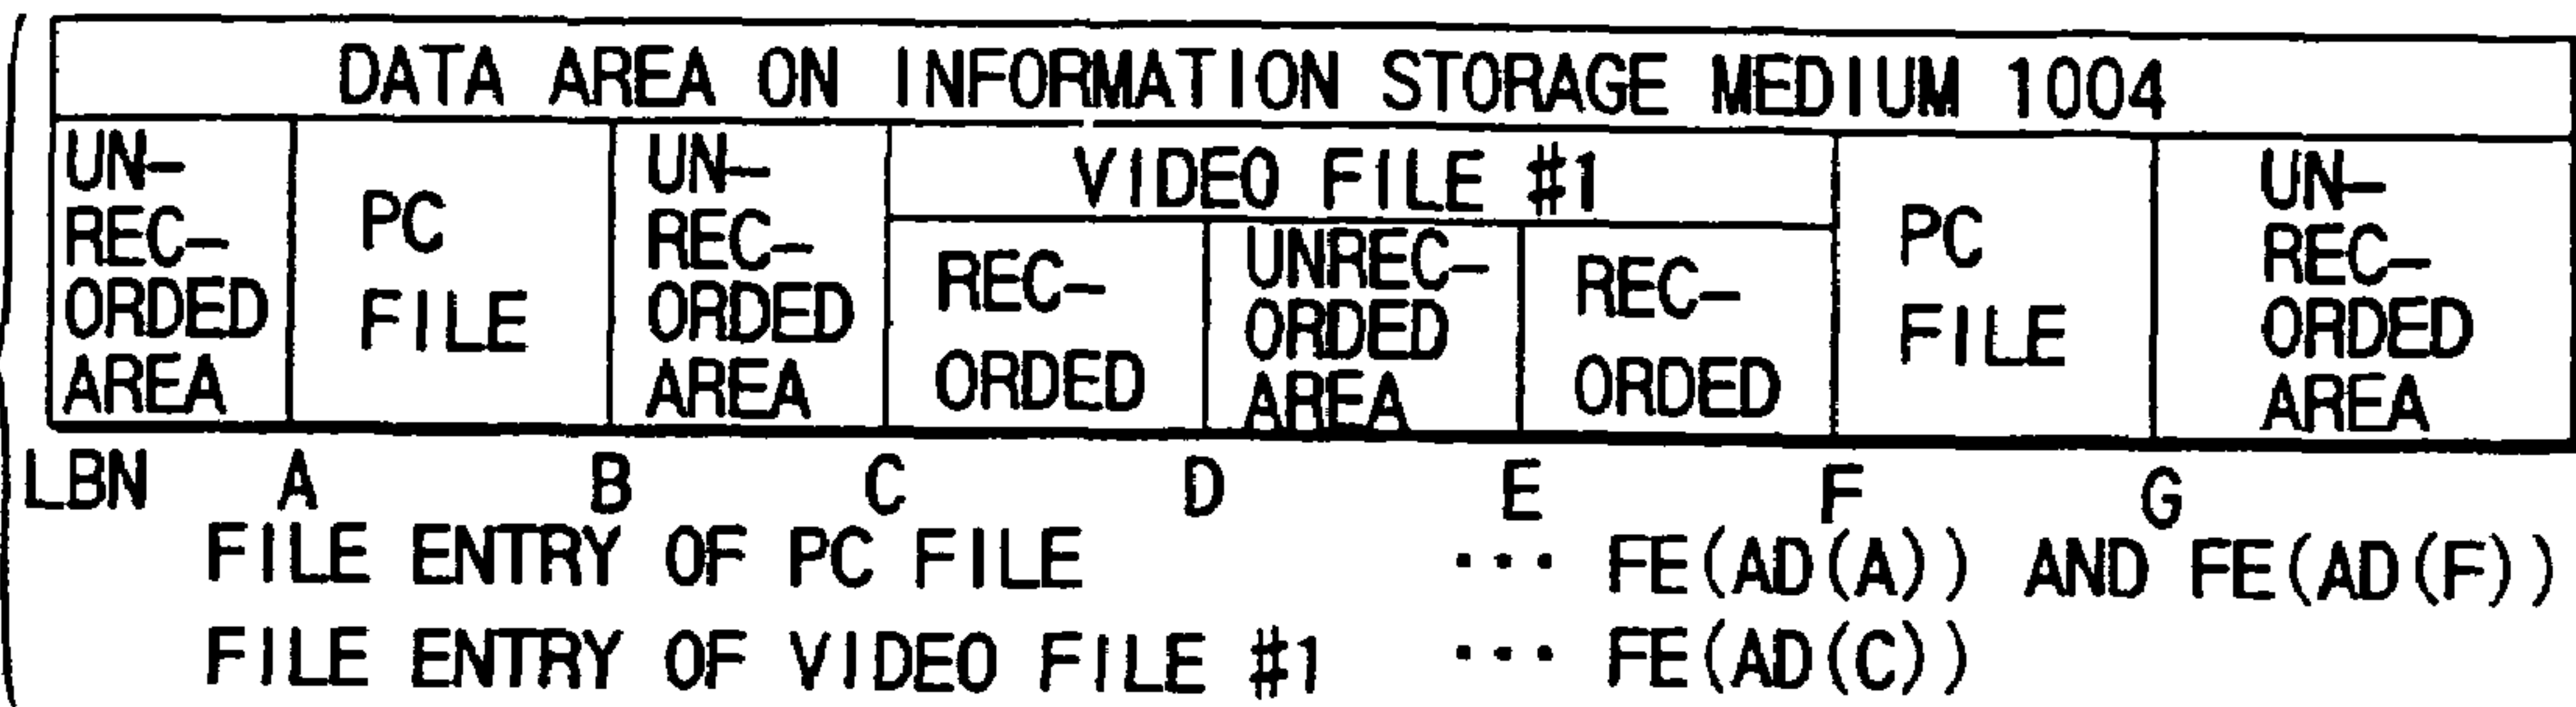 DATA AREA ON INFORMATION STORAGE MEDIUM 1004
UN-
REC-
ORDED
AREA
PC
FILE
UN-
REC-
ORDED
AREA
VIDEO FILE #1
REC-
ORDED
UNREC-
ORDED
AREA
REC-
ORDED
PC
FILE
UN-
REC-
ORDED
AREA
LBN A B C D E F G
FILE ENTRY OF PC FILE ··· FE(AD(A)) AND FE(AD(F))
FILE ENTRY OF VIDEO FILE #1 ··· FE(AD(C))